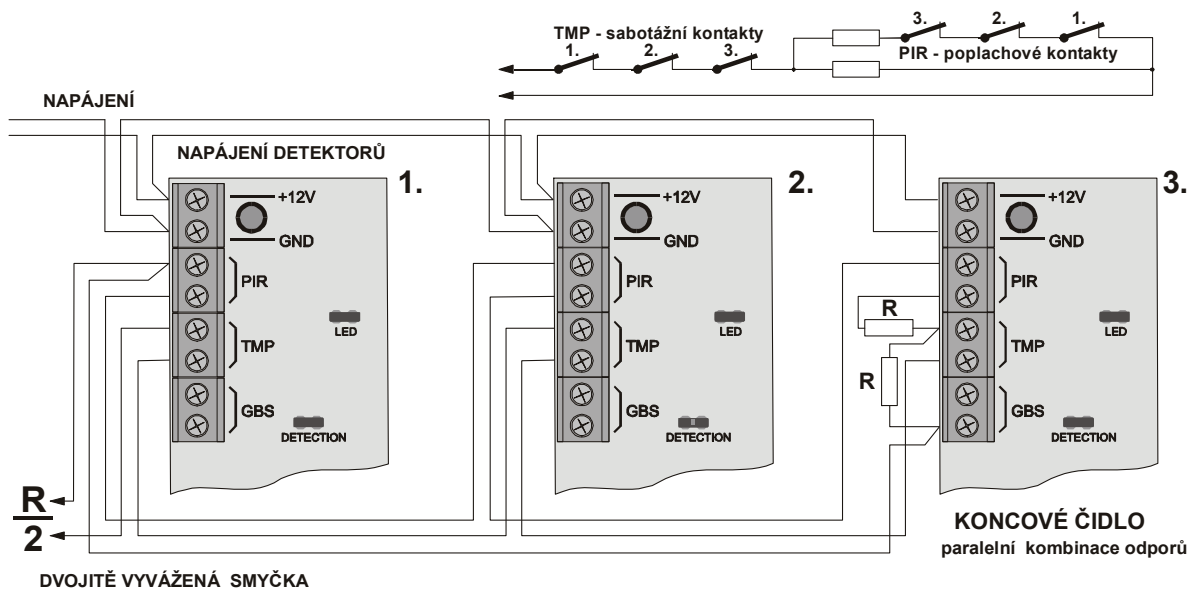 TMP - sabotážní kontakty
1. 2. 3.
3. 2. 1.
PIR - poplachové kontakty
NAPÁJENÍ
NAPÁJENÍ DETEKTORŮ
1.
+12V
GND
PIR
TMP
GBS
LED
DETECTION
2.
+12V
GND
PIR
TMP
GBS
LED
DETECTION
3.
+12V
GND
PIR
TMP
GBS
LED
DETECTION
R
R
R
2
KONCOVÉ ČIDLO
paralelní kombinace odporů
DVOJITĚ VYVÁŽENÁ SMYČKA